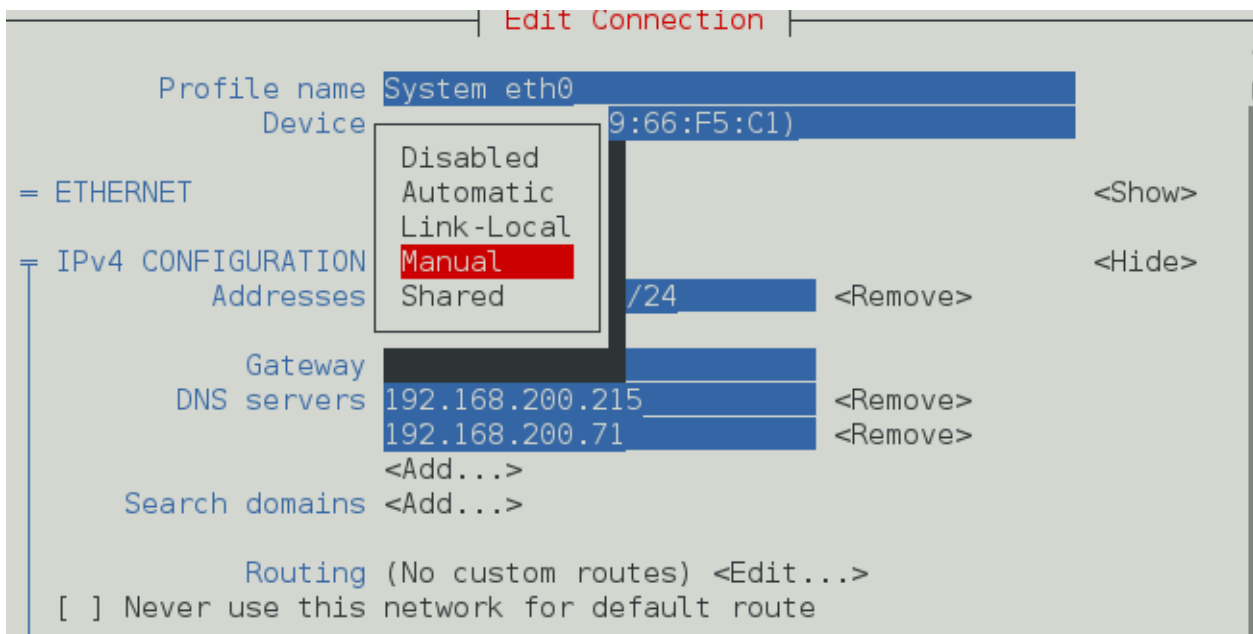 Edit Connection
Profile name System eth0
Device 9:66:F5:C1)
Disabled
= ETHERNET Automatic <Show>
Link-Local
= IPv4 CONFIGURATION Manual <Hide>
Addresses Shared /24 <Remove>
Gateway
DNS servers 192.168.200.215 <Remove>
192.168.200.71 <Remove>
<Add...>
Search domains <Add...>
Routing (No custom routes) <Edit...>
[ ] Never use this network for default route